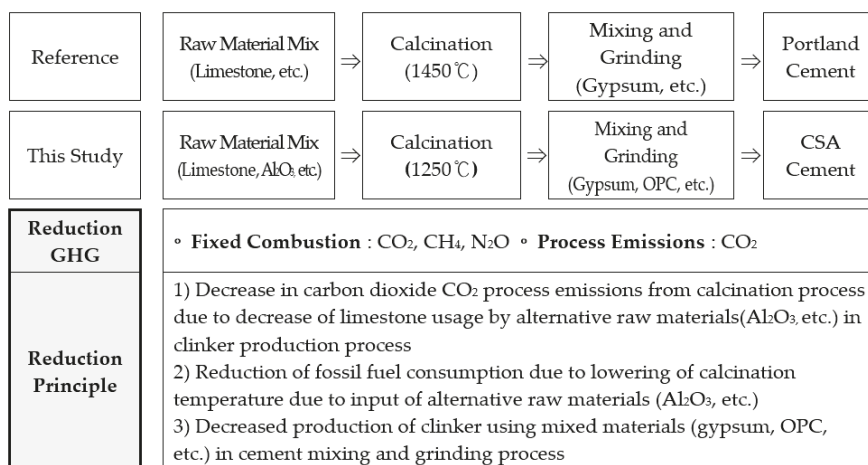 Reference
Raw Material Mix
(Limestone, etc.)
⇒
Calcination
(1450℃)
⇒
Mixing and
Grinding
(Gypsum, etc.)
⇒
Portland
Cement
This Study
Raw Material Mix
(Limestone, Al₂O₃, etc.)
⇒
Calcination
(1250℃)
⇒
Mixing and
Grinding
(Gypsum, OPC, etc.)
⇒
CSA
Cement
Reduction
GHG
∘ Fixed Combustion : CO₂, CH₄, N₂O ∘ Process Emissions : CO₂
Reduction
Principle
1) Decrease in carbon dioxide CO₂ process emissions from calcination process
due to decrease of limestone usage by alternative raw materials(Al₂O₃, etc.) in
clinker production process
2) Reduction of fossil fuel consumption due to lowering of calcination
temperature due to input of alternative raw materials (Al₂O₃, etc.)
3) Decreased production of clinker using mixed materials (gypsum, OPC,
etc.) in cement mixing and grinding process